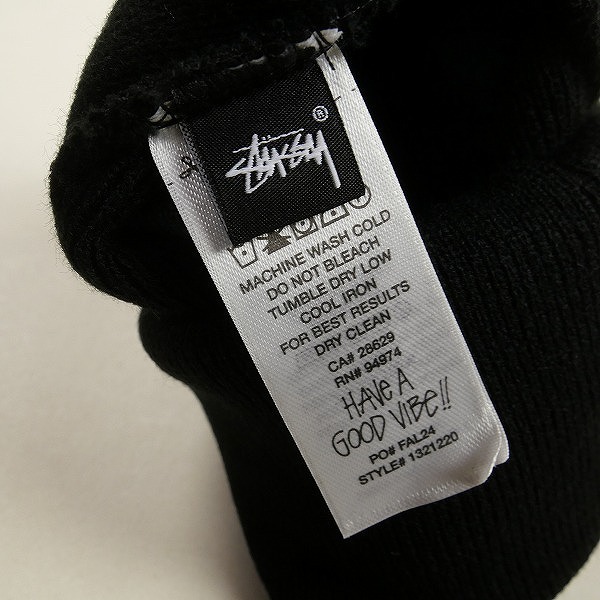 STÜSSY ®
MACHINE WASH COLD
DO NOT BLEACH
TUMBLE DRY LOW
COOL IRON
FOR BEST RESULTS
DRY CLEAN
CA# 28629
RN# 94974
HAVE A
GOOD VIBE!!
PO# FAL24
STYLE# 1321220